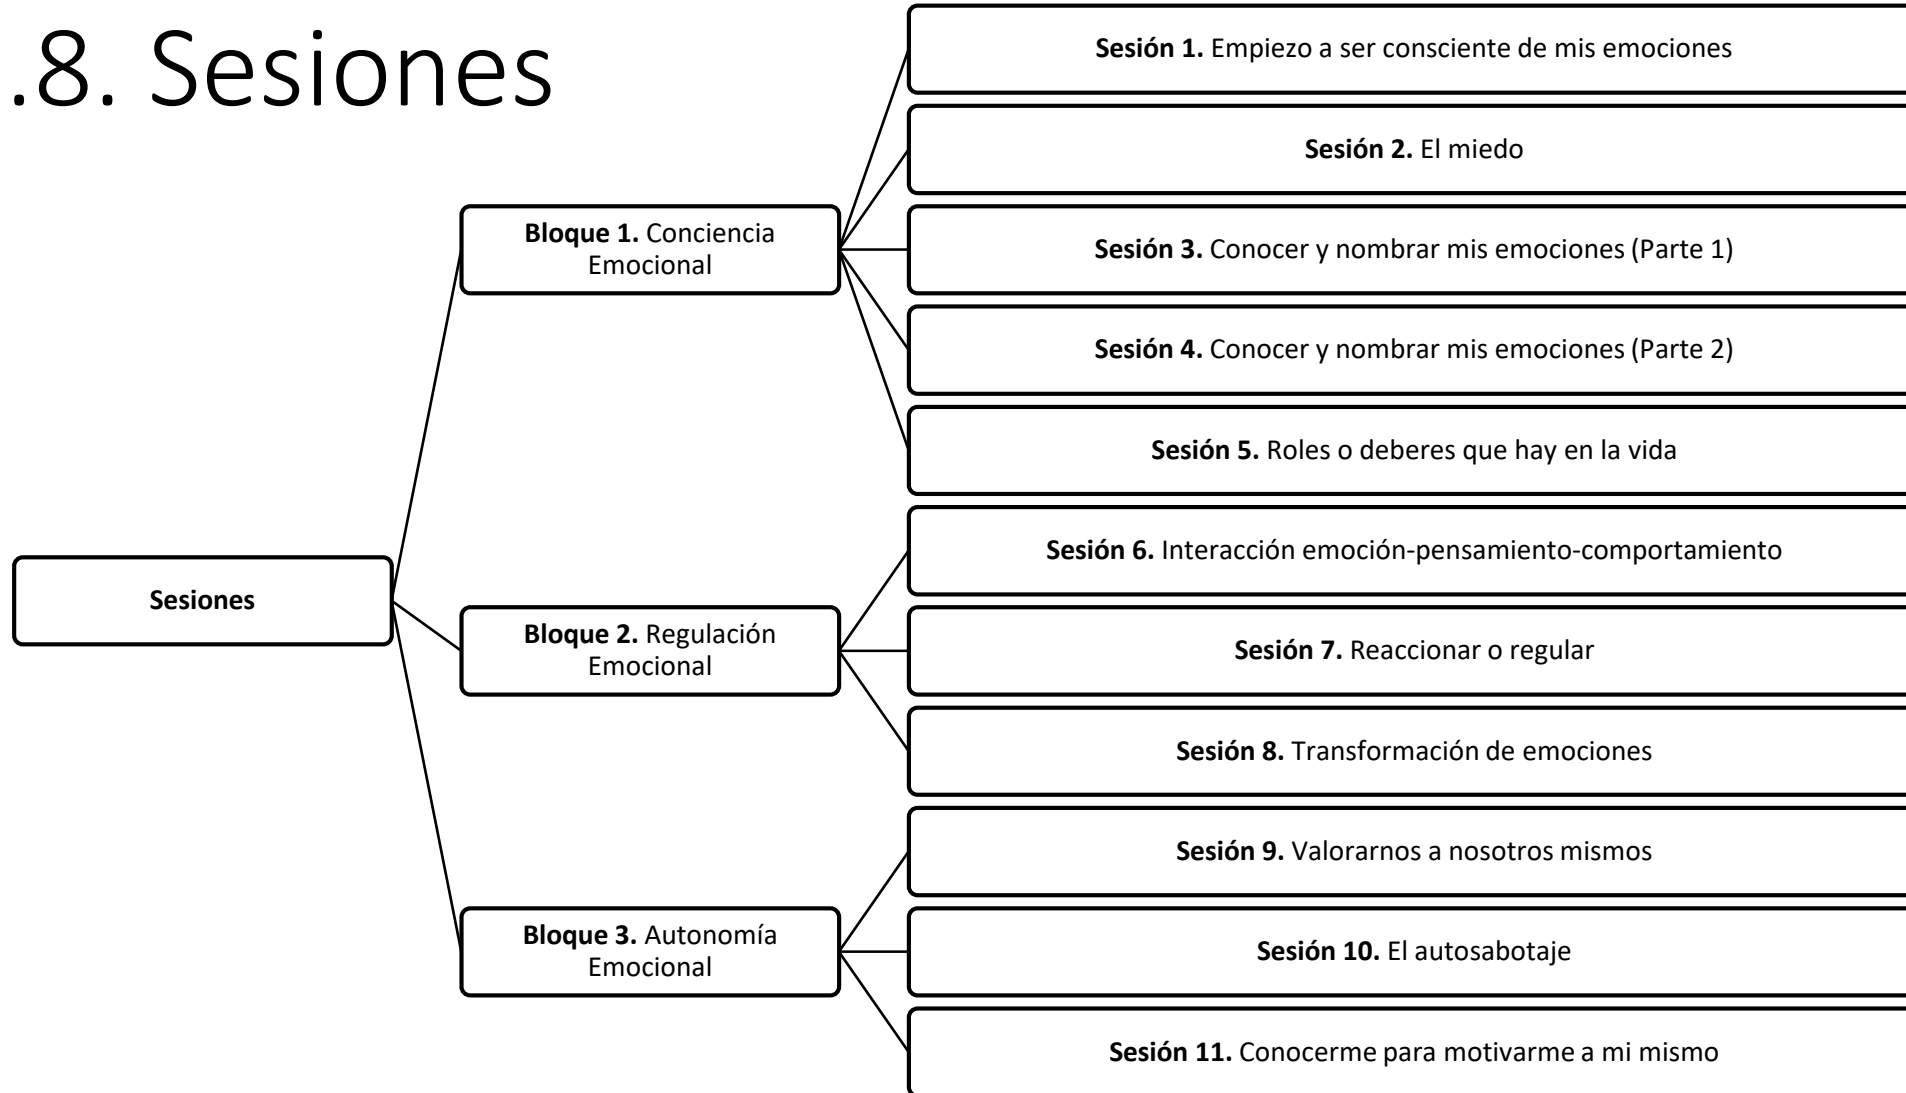 .8. Sesiones
Sesiones
Bloque 1. Conciencia
Emocional
Sesión 1. Empiezo a ser consciente de mis emociones
Sesión 2. El miedo
Sesión 3. Conocer y nombrar mis emociones (Parte 1)
Sesión 4. Conocer y nombrar mis emociones (Parte 2)
Sesión 5. Roles o deberes que hay en la vida
Bloque 2. Regulación
Emocional
Sesión 6. Interacción emoción-pensamiento-comportamiento
Sesión 7. Reaccionar o regular
Sesión 8. Transformación de emociones
Bloque 3. Autonomía
Emocional
Sesión 9. Valorarnos a nosotros mismos
Sesión 10. El autosabotaje
Sesión 11. Conocerme para motivarme a mi mismo